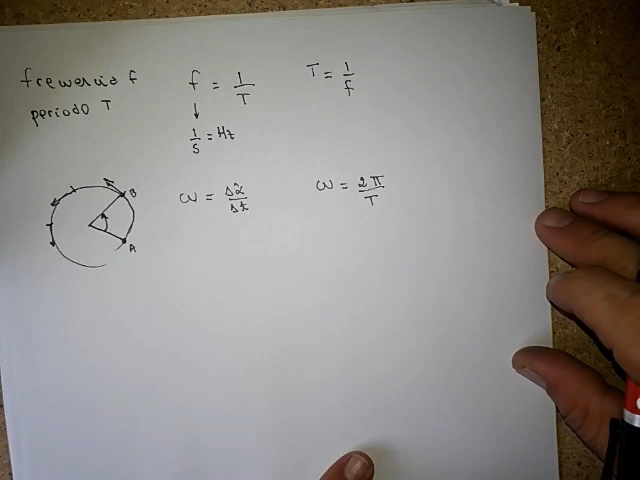 frequenza f
periodo T
f = 1/T
T = 1/f
↓
1/s = Hz
B
A
ω = Δα/Δt
ω = 2π/T